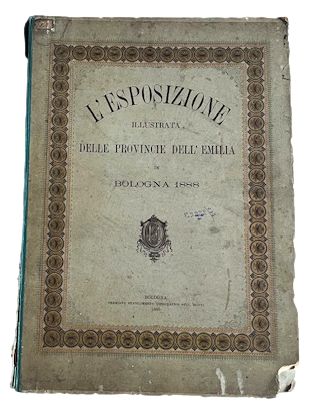 L'ESPOSIZIONE
ILLUSTRATA
DELLE PROVINCIE DELL'EMILIA
IN
BOLOGNA 1888
BOLOGNA